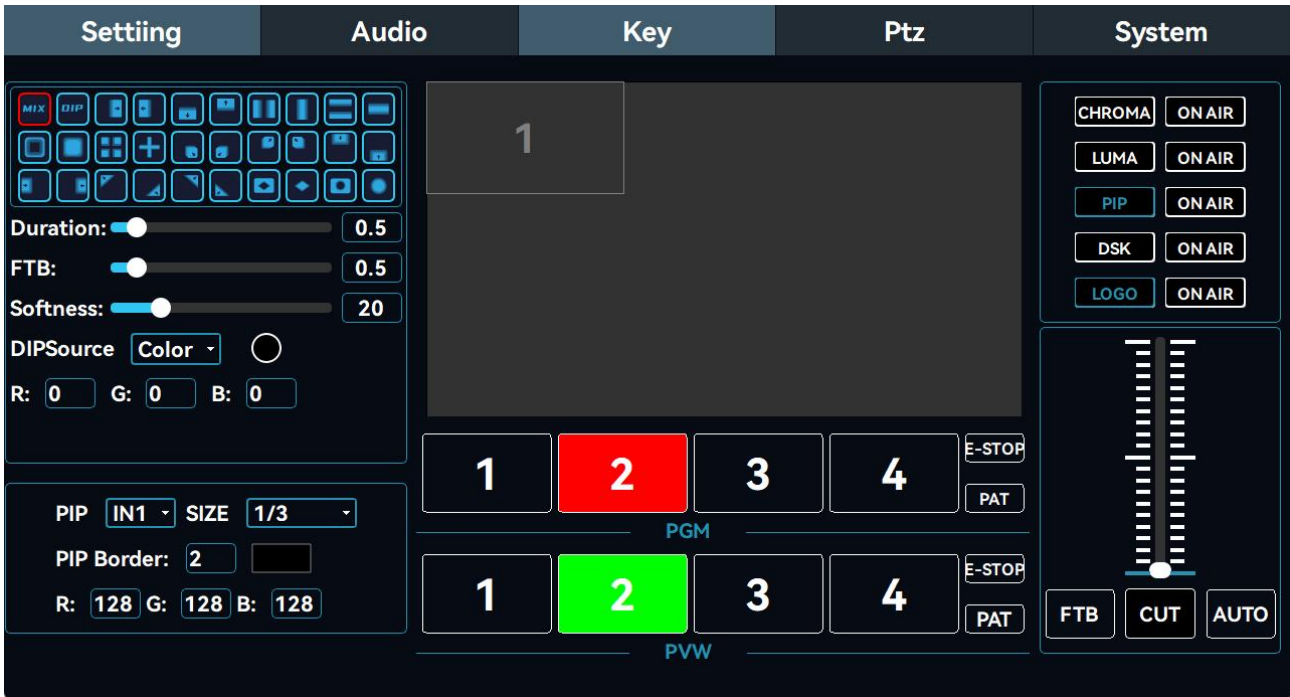 Settiing Audio Key Ptz System
MIX DIP
Duration: 0.5
FTB: 0.5
Softness: 20
DIPSource Color
R: 0 G: 0 B: 0
PIP IN1 SIZE 1/3
PIP Border: 2
R: 128 G: 128 B: 128
1
1 2 3 4 E-STOP
PAT
PGM
1 2 3 4 E-STOP
PAT
PVW
CHROMA ON AIR
LUMA ON AIR
PIP ON AIR
DSK ON AIR
LOGO ON AIR
FTB CUT AUTO